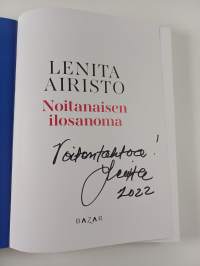 LENITA
AIRISTO
Noitanaisen
ilosanoma
Voitontahtoa!
Lenita
2022
BAZAR